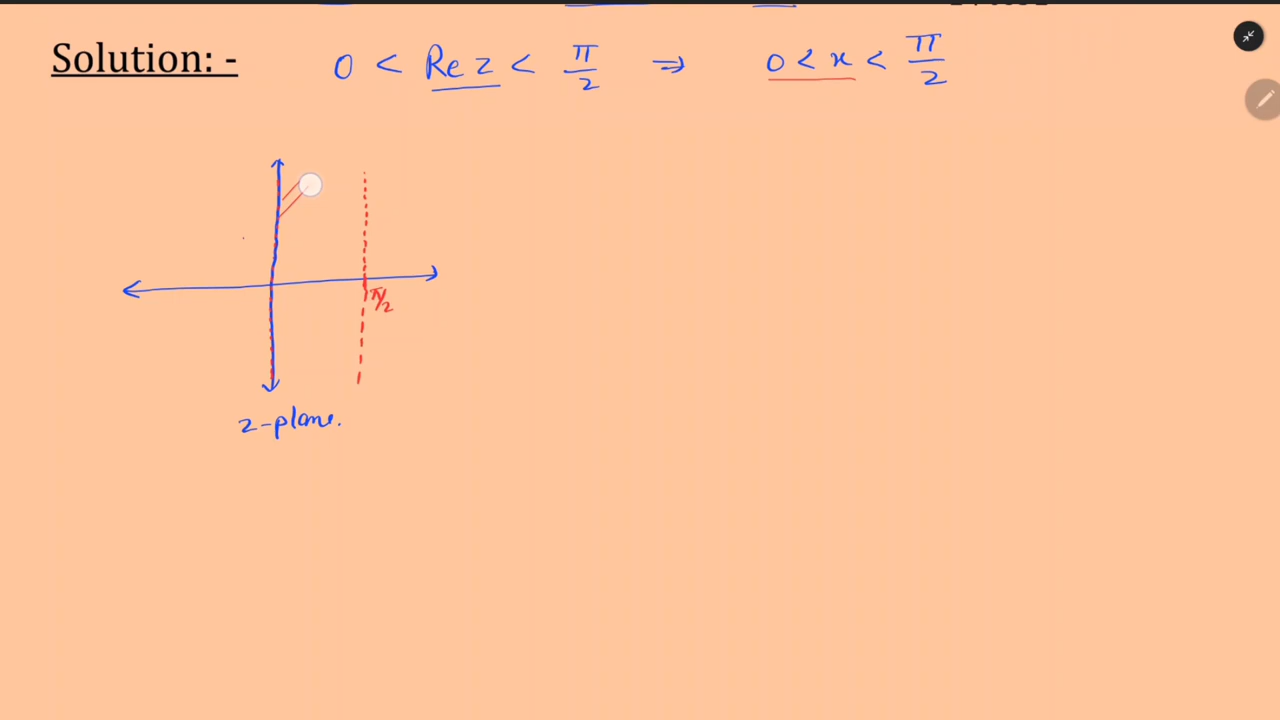 Solution: - 0 < Re z < π/2 ⇒ 0 < x < π/2
π/2
z-plane.